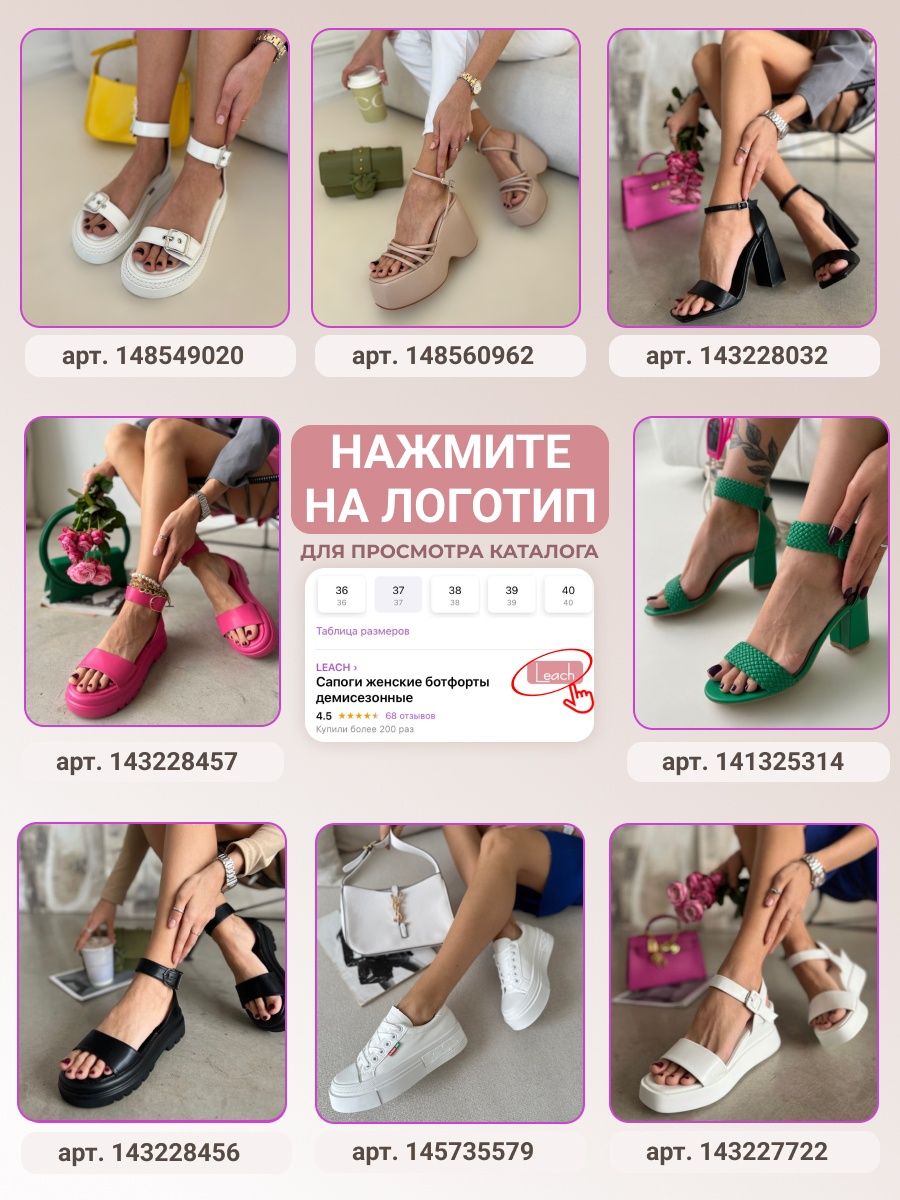 арт. 148549020
арт. 148560962
арт. 143228032
НАЖМИТЕ
НА ЛОГОТИП
ДЛЯ ПРОСМОТРА КАТАЛОГА
36 37 38 39 40
36 37 38 39 40
Таблица размеров
LEACH ›
Сапоги женские ботфорты
демисезонные
Leach
4.5 ★★★★★ 68 отзывов
Купили более 200 раз
арт. 143228457
арт. 141325314
арт. 143228456
арт. 145735579
арт. 143227722